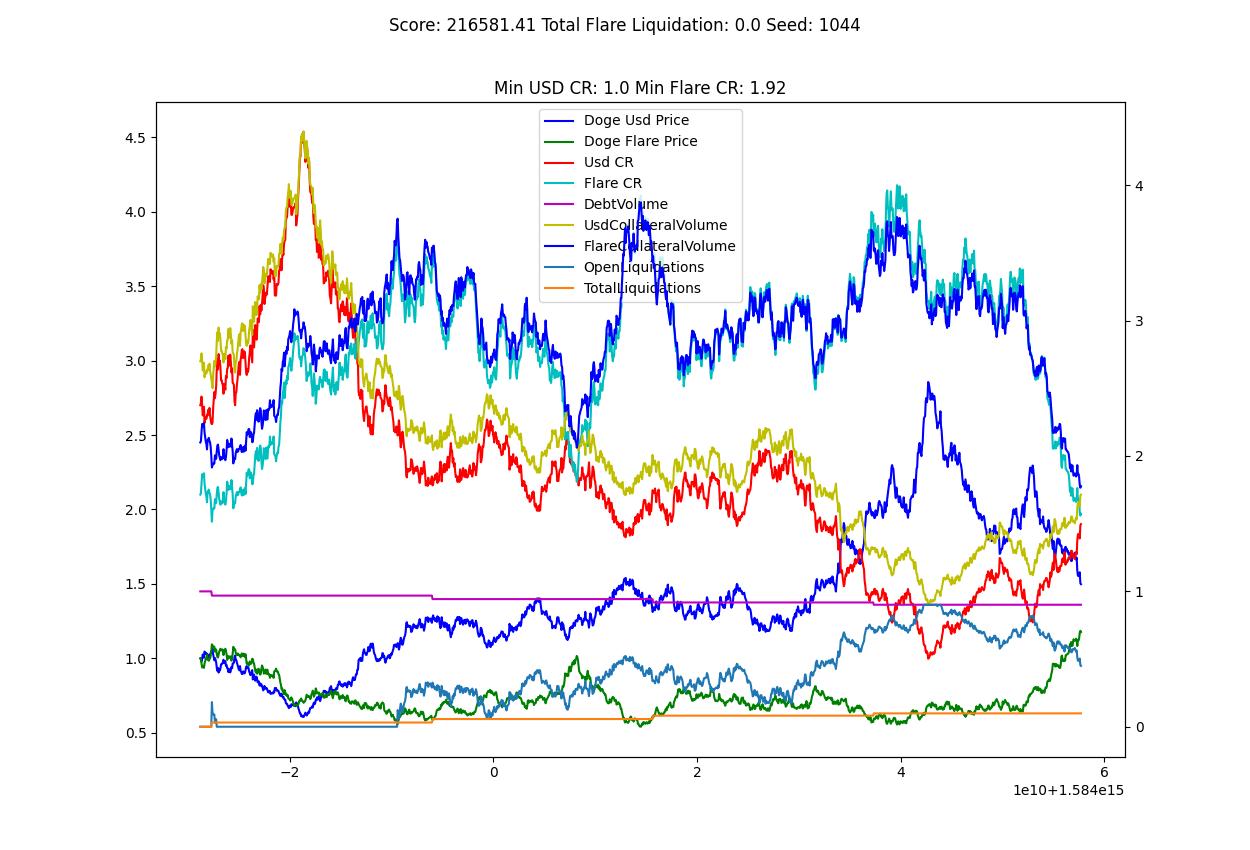 Score: 216581.41 Total Flare Liquidation: 0.0 Seed: 1044
Min USD CR: 1.0 Min Flare CR: 1.92
Doge Usd Price
Doge Flare Price
Usd CR
Flare CR
DebtVolume
UsdCollateralVolume
FlareCollateralVolume
OpenLiquidations
TotalLiquidations
4.5
4.0
3.5
3.0
2.5
2.0
1.5
1.0
0.5
4
3
2
1
0
−2 0 2 4 6
1e10+1.584e15